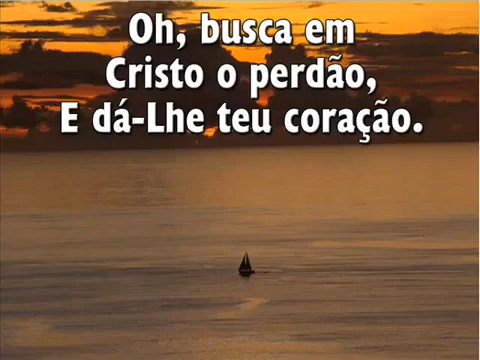 Oh, busca em
Cristo o perdão,
E dá-Lhe teu coração.